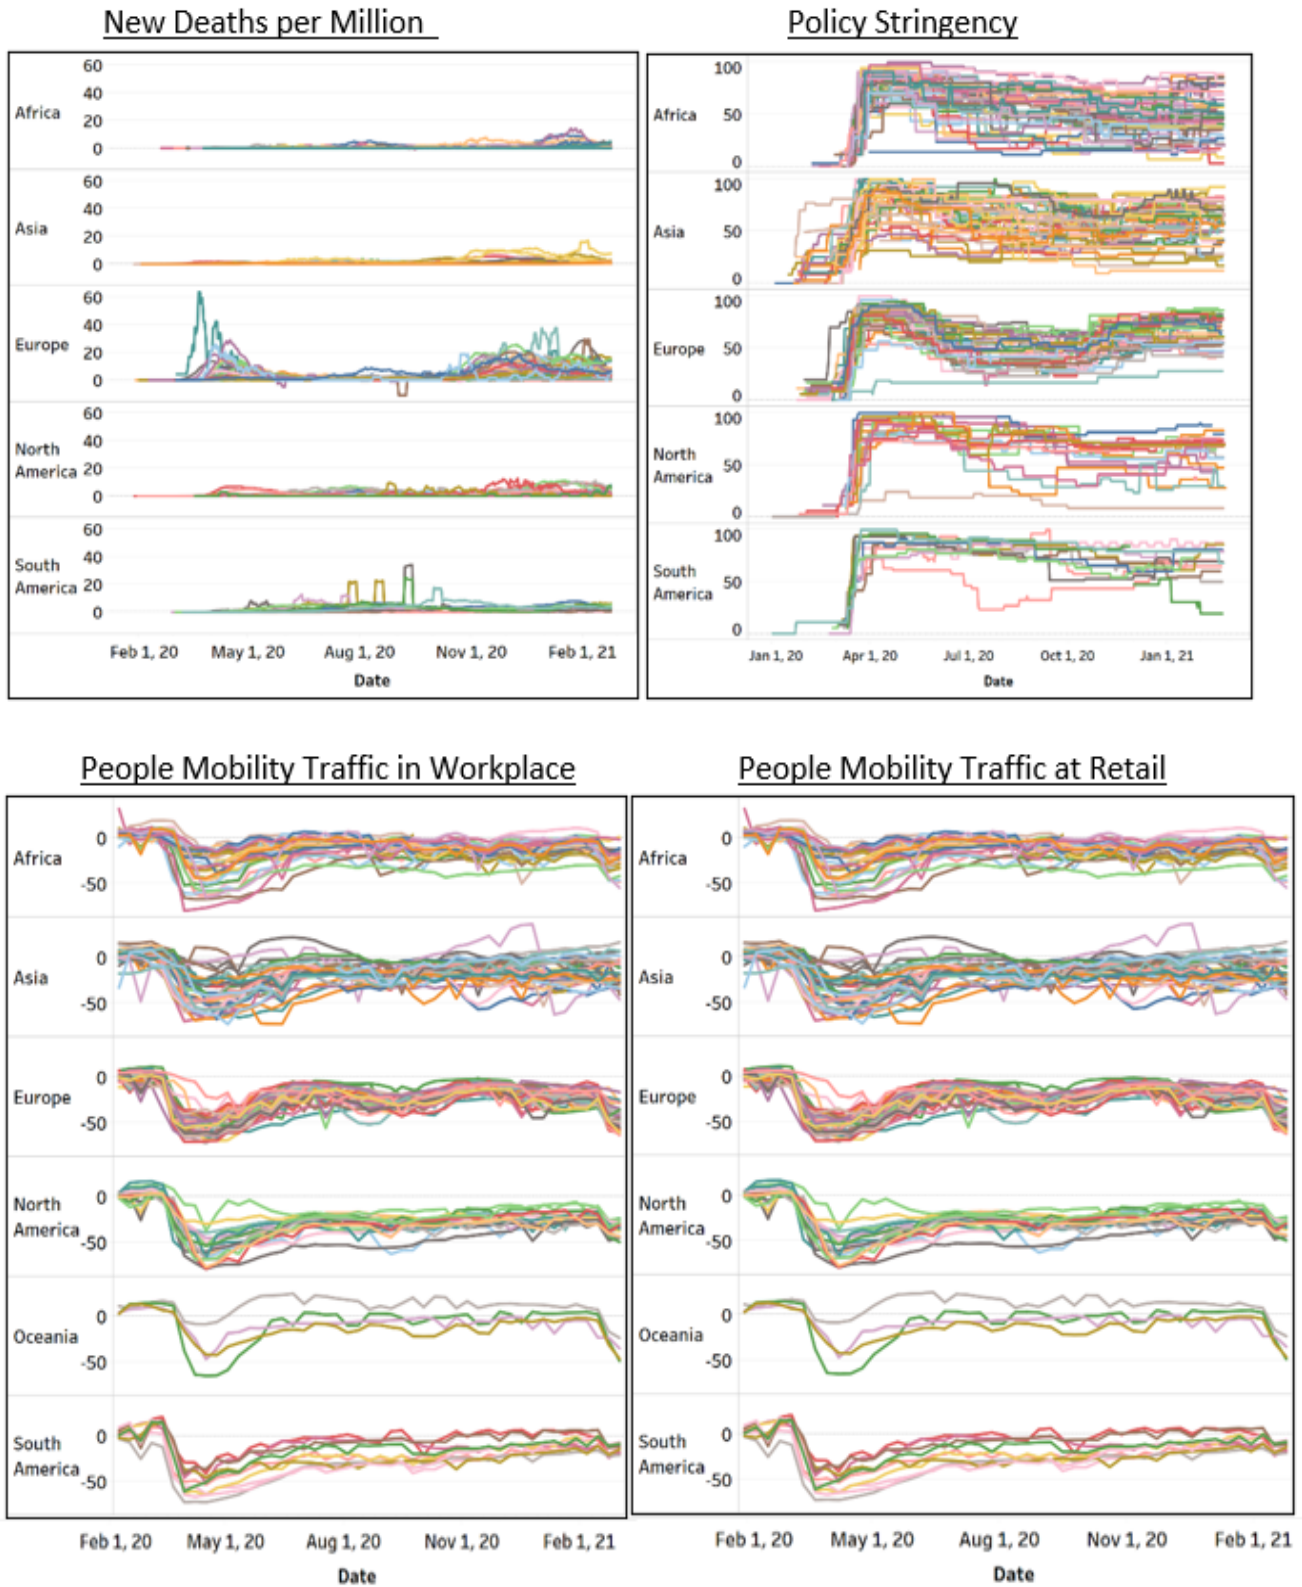 New Deaths per Million
Policy Stringency
60
40
Africa
20
0
60
40
Asia
20
0
60
40
Europe
20
0
60
40
North
America
20
0
60
40
South
America
20
0
Feb 1, 20 May 1, 20 Aug 1, 20 Nov 1, 20 Feb 1, 21
Date
100
Africa
50
0
100
Asia
50
0
100
Europe
50
0
100
North
America
50
0
100
South
America
50
0
Jan 1, 20 Apr 1, 20 Jul 1, 20 Oct 1, 20 Jan 1, 21
Date
People Mobility Traffic in Workplace
People Mobility Traffic at Retail
0
Africa
-50
0
Asia
-50
0
Europe
-50
0
North
America
-50
0
Oceania
-50
0
South
America
-50
Feb 1, 20 May 1, 20 Aug 1, 20 Nov 1, 20 Feb 1, 21
Date
0
Africa
-50
0
Asia
-50
0
Europe
-50
0
North
America
-50
0
Oceania
-50
0
South
America
-50
Feb 1, 20 May 1, 20 Aug 1, 20 Nov 1, 20 Feb 1, 21
Date